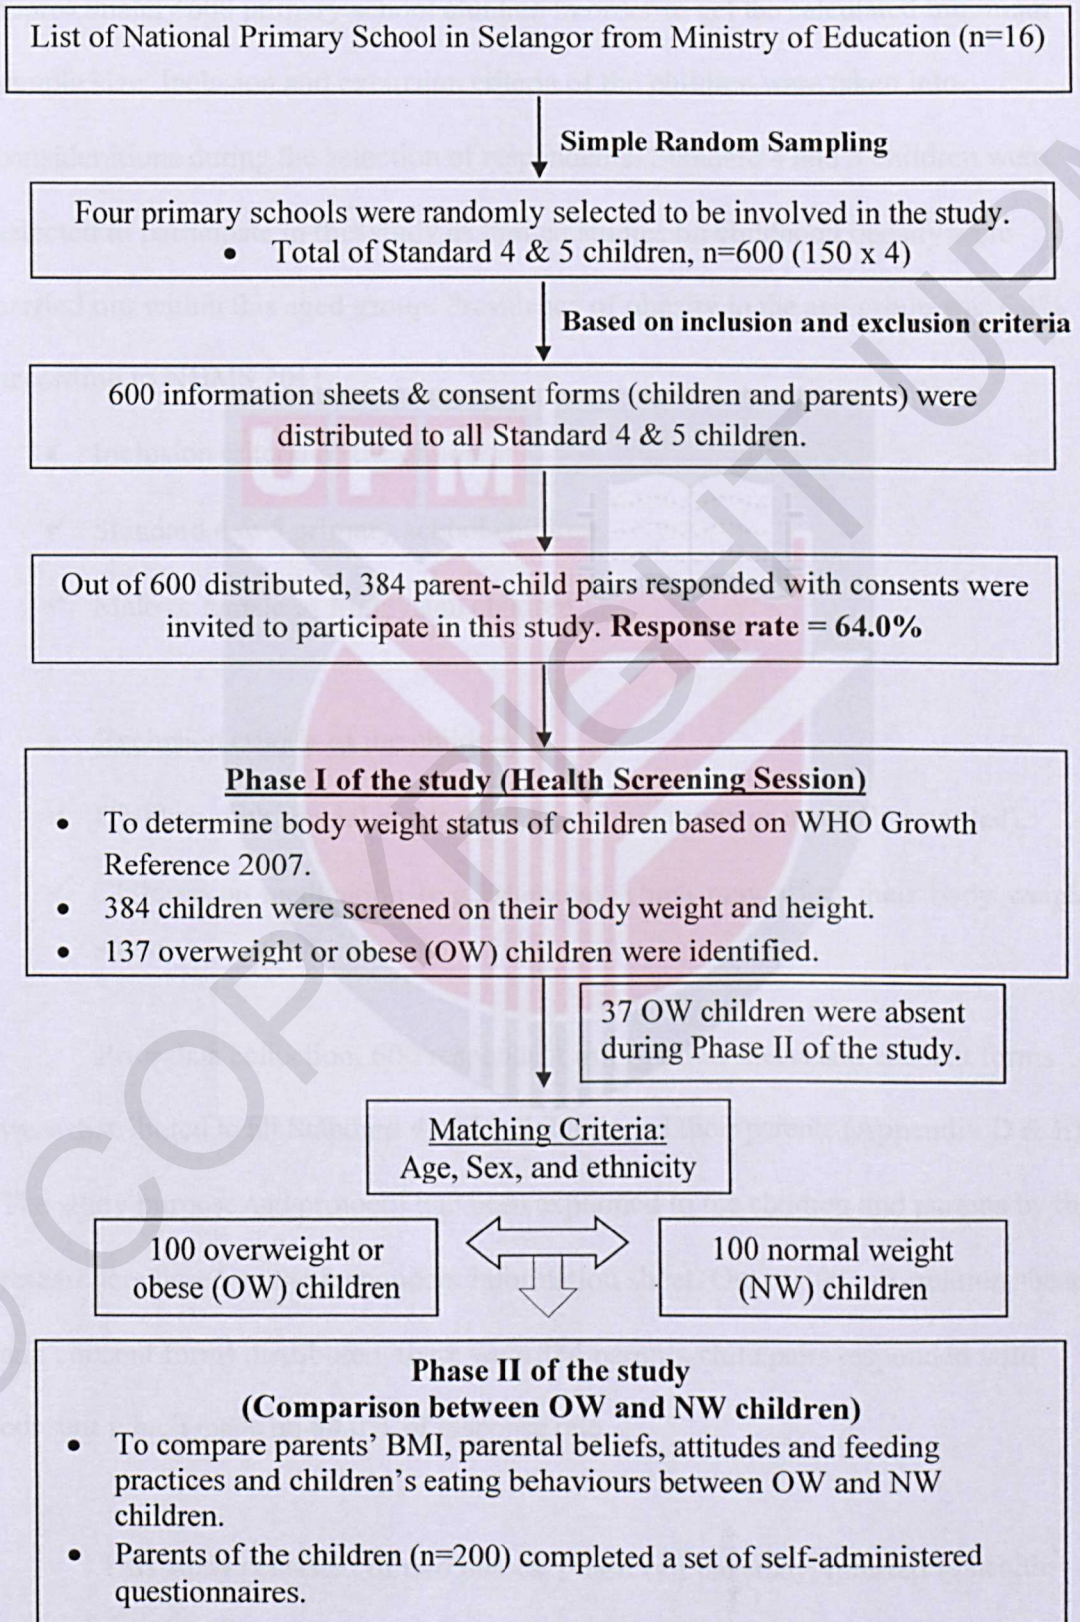 List of National Primary School in Selangor from Ministry of Education (n=16)
Simple Random Sampling
Four primary schools were randomly selected to be involved in the study.
• Total of Standard 4 & 5 children, n=600 (150 x 4)
Based on inclusion and exclusion criteria
600 information sheets & consent forms (children and parents) were
distributed to all Standard 4 & 5 children.
Out of 600 distributed, 384 parent-child pairs responded with consents were
invited to participate in this study. Response rate = 64.0%
Phase I of the study (Health Screening Session)
• To determine body weight status of children based on WHO Growth
Reference 2007.
• 384 children were screened on their body weight and height.
• 137 overweight or obese (OW) children were identified.
37 OW children were absent
during Phase II of the study.
Matching Criteria:
Age, Sex, and ethnicity
100 overweight or
obese (OW) children
100 normal weight
(NW) children
Phase II of the study
(Comparison between OW and NW children)
• To compare parents' BMI, parental beliefs, attitudes and feeding
practices and children's eating behaviours between OW and NW
children.
• Parents of the children (n=200) completed a set of self-administered
questionnaires.
COPYRIGHT UPM
UPM